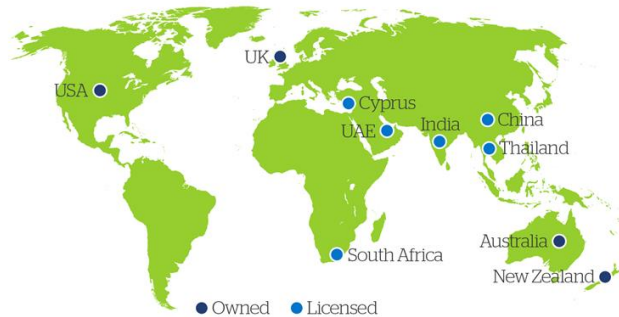 UK
USA
Cyprus
UAE
India
China
Thailand
South Africa
Australia
New Zealand
Owned
Licensed